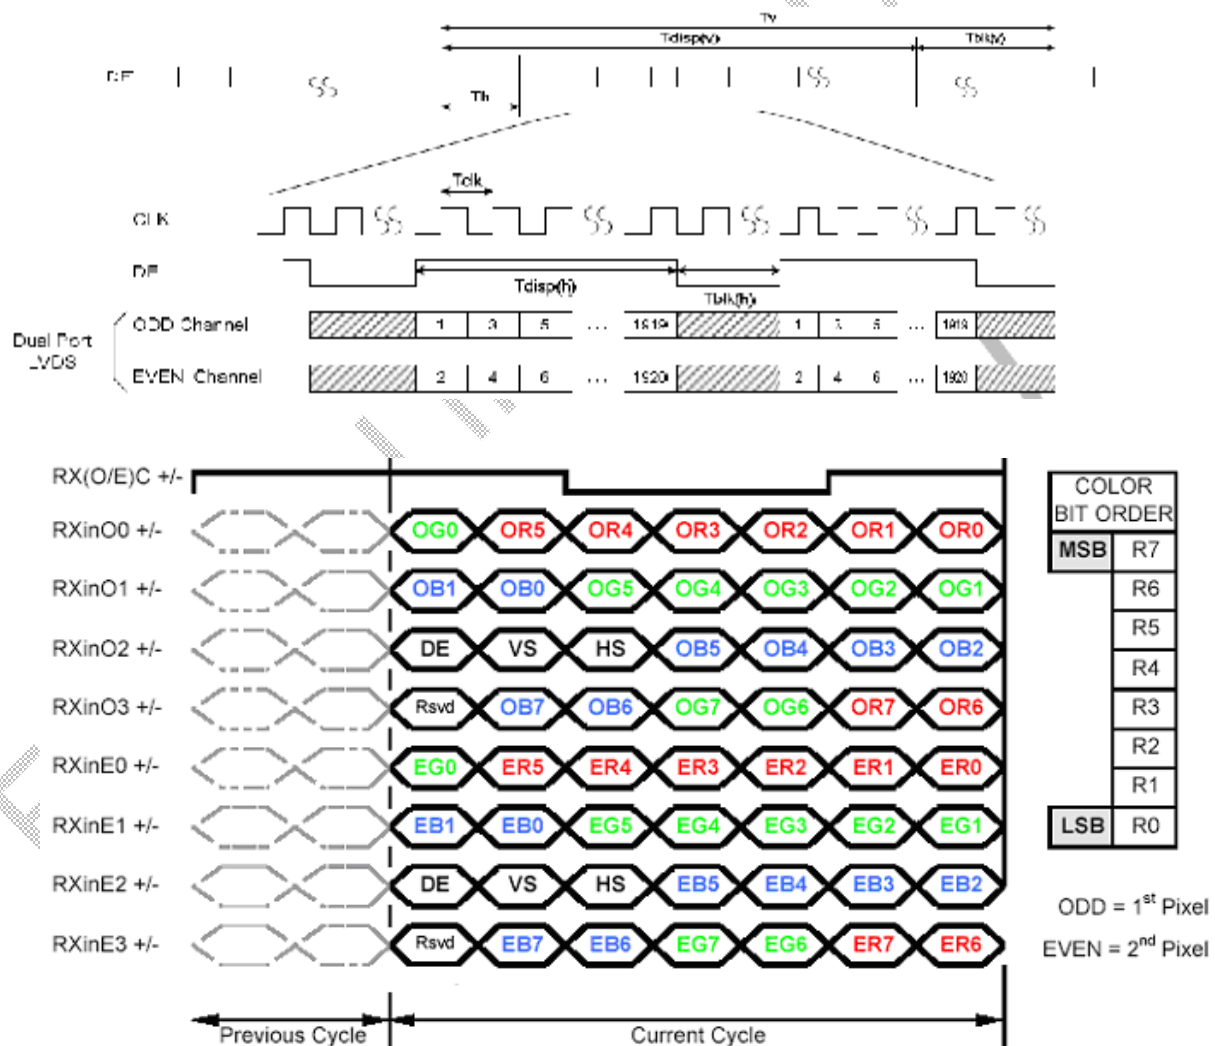 Tv
Tdisp(v) Tblk(v)
DE
Th
Tclk
CLK
DE
Tdisp(h)
Tblk(h)
Dual Port
LVDS
ODD Channel 1 3 5 ... 1919 1 3 5 ... 1919
EVEN Channel 2 4 6 ... 1920 2 4 6 ... 1920
RX(O/E)C +/-
RXinO0 +/- OG0 OR5 OR4 OR3 OR2 OR1 OR0
RXinO1 +/- OB1 OB0 OG5 OG4 OG3 OG2 OG1
RXinO2 +/- DE VS HS OB5 OB4 OB3 OB2
RXinO3 +/- Rsvd OB7 OB6 OG7 OG6 OR7 OR6
RXinE0 +/- EG0 ER5 ER4 ER3 ER2 ER1 ER0
RXinE1 +/- EB1 EB0 EG5 EG4 EG3 EG2 EG1
RXinE2 +/- DE VS HS EB5 EB4 EB3 EB2
RXinE3 +/- Rsvd EB7 EB6 EG7 EG6 ER7 ER6
Previous Cycle Current Cycle
COLOR
BIT ORDER
MSB R7
R6
R5
R4
R3
R2
R1
LSB R0
ODD = 1st Pixel
EVEN = 2nd Pixel